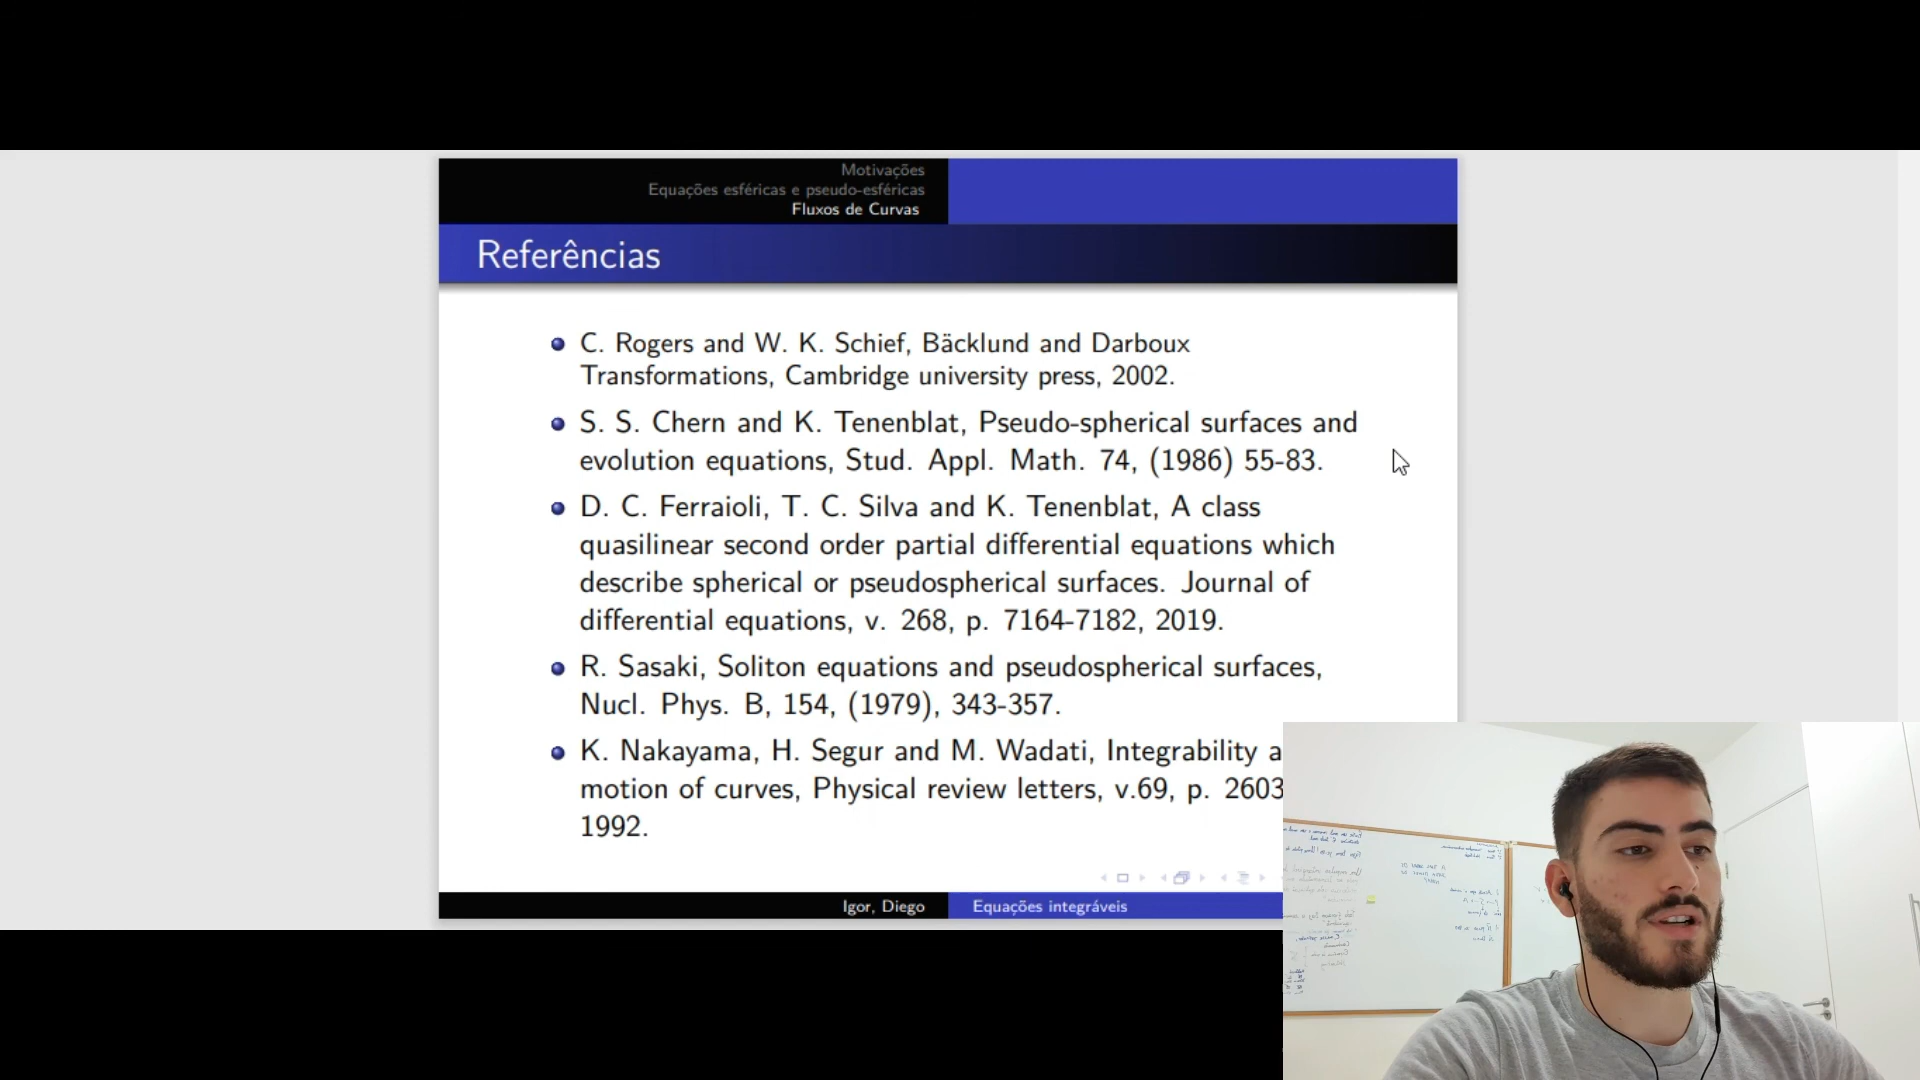 Motivações
Equações esféricas e pseudo-esféricas
Fluxos de Curvas
Referências
C. Rogers and W. K. Schief, Bäcklund and Darboux
Transformations, Cambridge university press, 2002.
S. S. Chern and K. Tenenblat, Pseudo-spherical surfaces and
evolution equations, Stud. Appl. Math. 74, (1986) 55-83.
D. C. Ferraioli, T. C. Silva and K. Tenenblat, A class
quasilinear second order partial differential equations which
describe spherical or pseudospherical surfaces. Journal of
differential equations, v. 268, p. 7164-7182, 2019.
R. Sasaki, Soliton equations and pseudospherical surfaces,
Nucl. Phys. B, 154, (1979), 343-357.
K. Nakayama, H. Segur and M. Wadati, Integrability a
motion of curves, Physical review letters, v.69, p. 2603
1992.
Igor, Diego
Equações integráveis